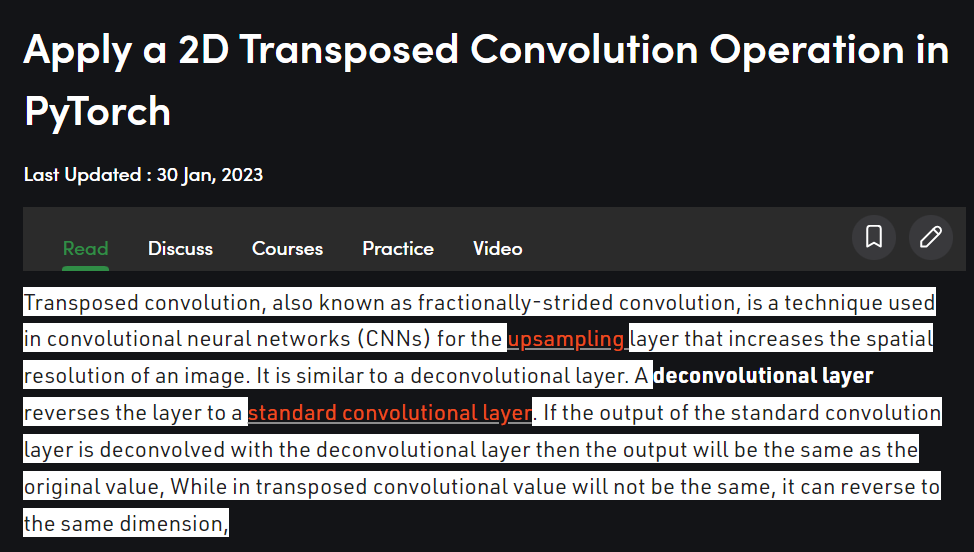 Apply a 2D Transposed Convolution Operation in
PyTorch
Last Updated : 30 Jan, 2023
Read Discuss Courses Practice Video
Transposed convolution, also known as fractionally-strided convolution, is a technique used
in convolutional neural networks (CNNs) for the upsampling layer that increases the spatial
resolution of an image. It is similar to a deconvolutional layer. A deconvolutional layer
reverses the layer to a standard convolutional layer. If the output of the standard convolution
layer is deconvolved with the deconvolutional layer then the output will be the same as the
original value, While in transposed convolutional value will not be the same, it can reverse to
the same dimension,